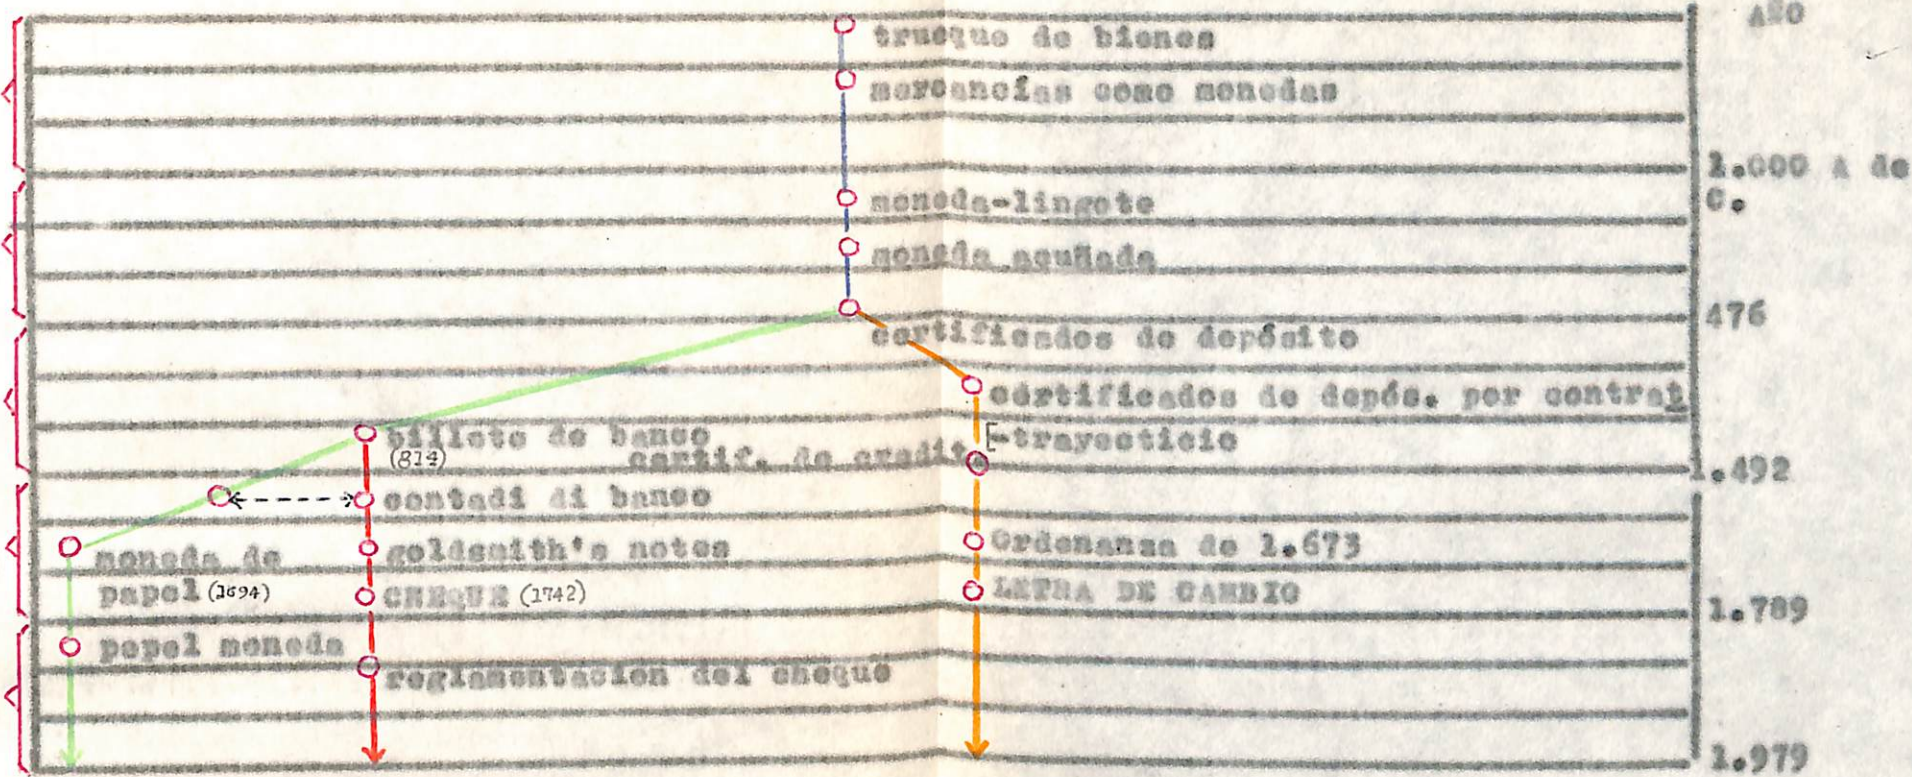 AÑO
trueque de bienes
mercancías como monedas
1.000 A de
C.
moneda-lingote
moneda acuñada
476
certificados de depósito
certificados de depós. por contrat
billete de banco
[-trayecticio
(814)
certif. de credito
1.492
contadi di banco
moneda de
goldsmith's notes
Ordenanza de 1.673
papel (1694)
CHEQUE (1742)
LETRA DE CAMBIO
1.789
papel moneda
reglamentacion del cheque
1.979